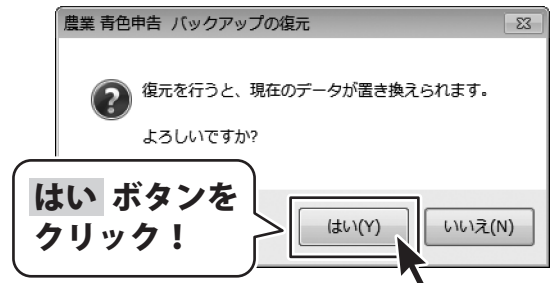 農業 青色申告 バックアップの復元
復元を行うと、現在のデータが置き換えられます。
よろしいですか?
はい ボタンを
クリック！
はい(Y)
いいえ(N)